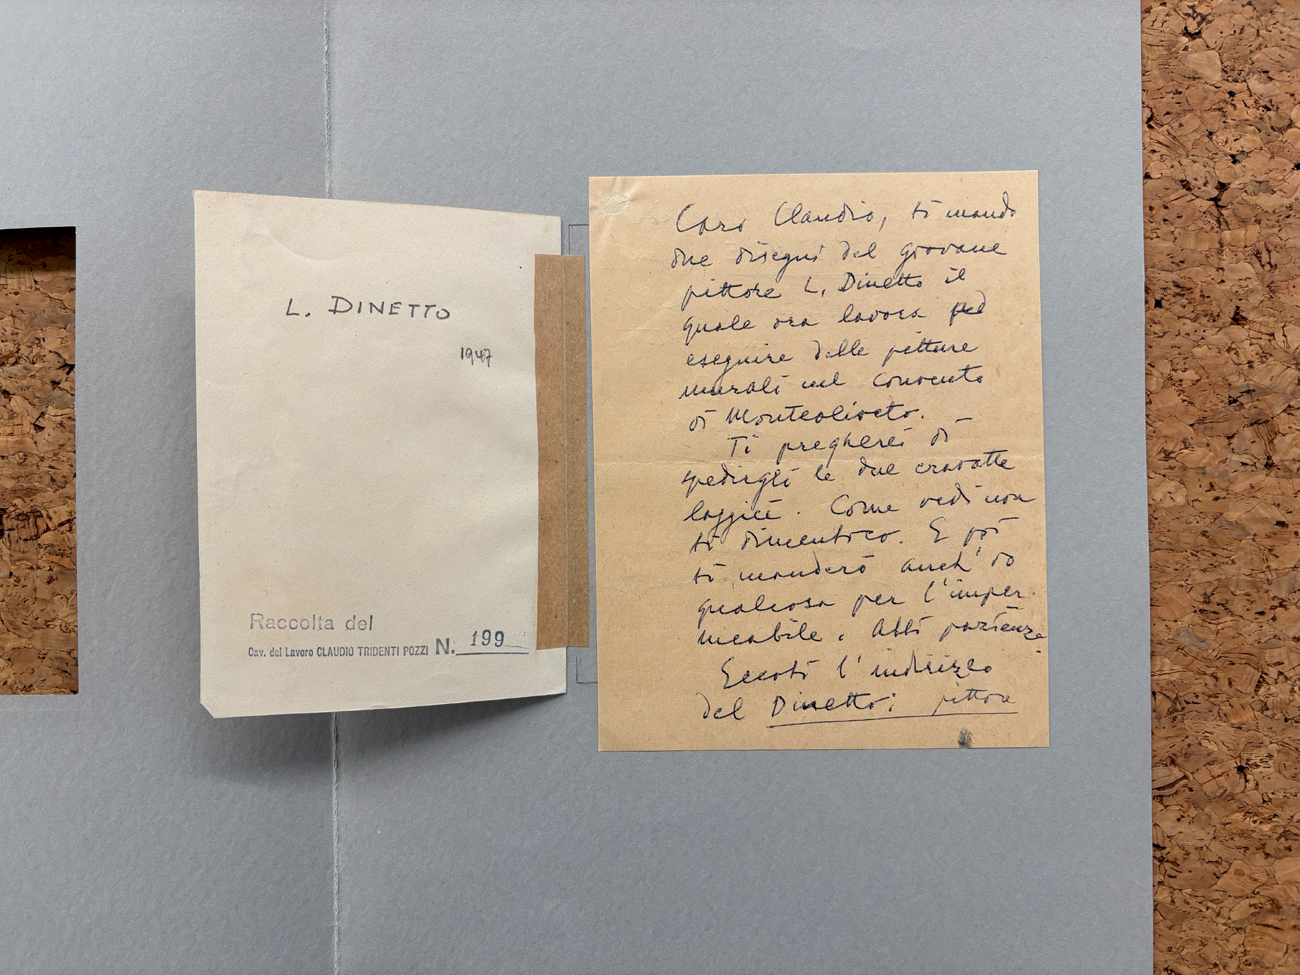 L. DINETTO
1947
Raccolta del
Cav. del Lavoro CLAUDIO TRIDENTI POZZI N. 199
Caro Claudio, ti mando
due disegni del giovane
pittore L. Dinetto il
quale ora lavora ped
eseguire delle pitture
murali nel convento
di Monteoliveto.
Ti pregherei di
spedirgli le due cravatte
. Come vedi non
ti dimentico. E poi
ti manderò anch'io
qualcosa per l'imper
meabile. Abbi pazienza
Eccoti l'indirizzo
del Dinetto: pittore